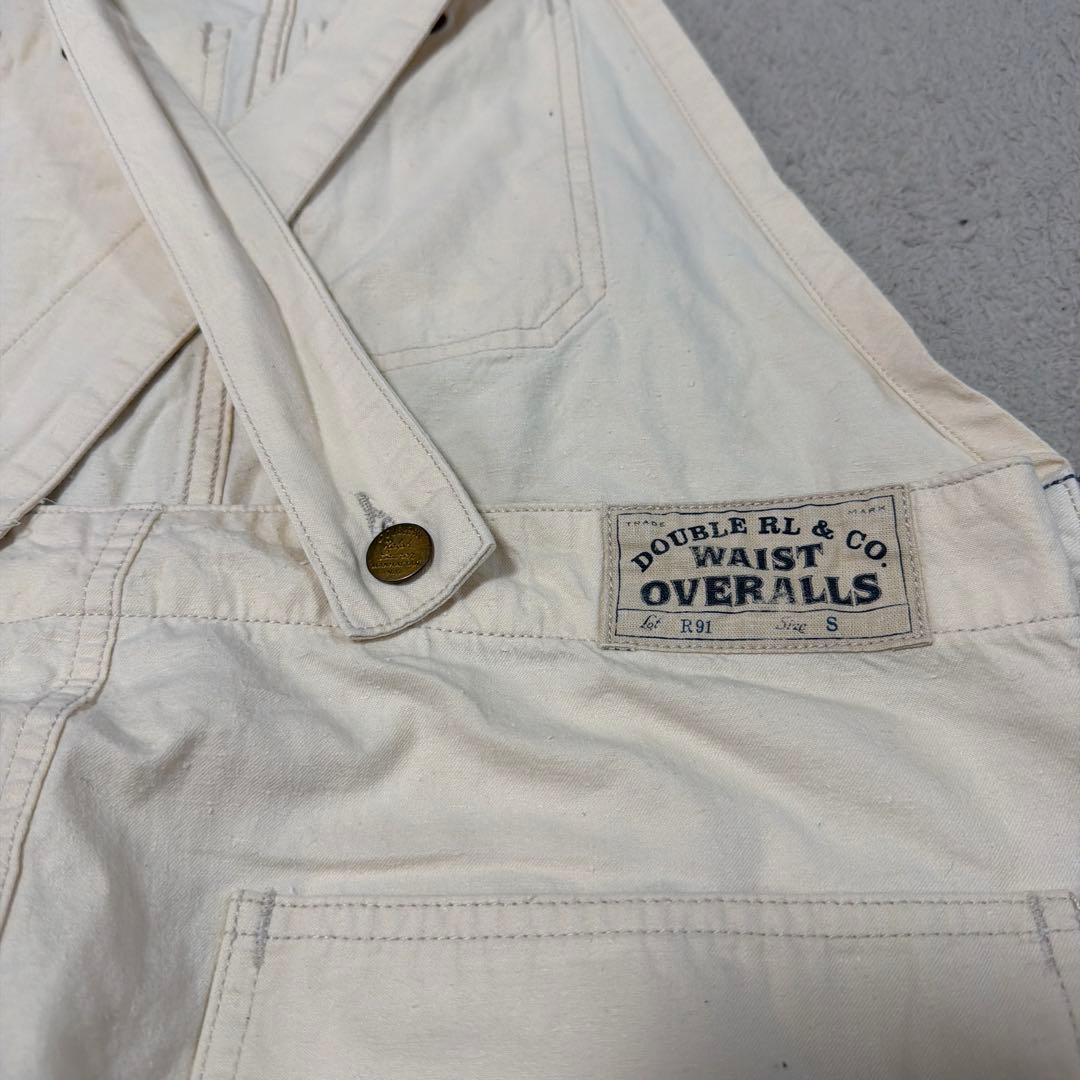 TRADE MARK
DOUBLE RL & CO.
WAIST
OVERALLS
Lot R91 Size S